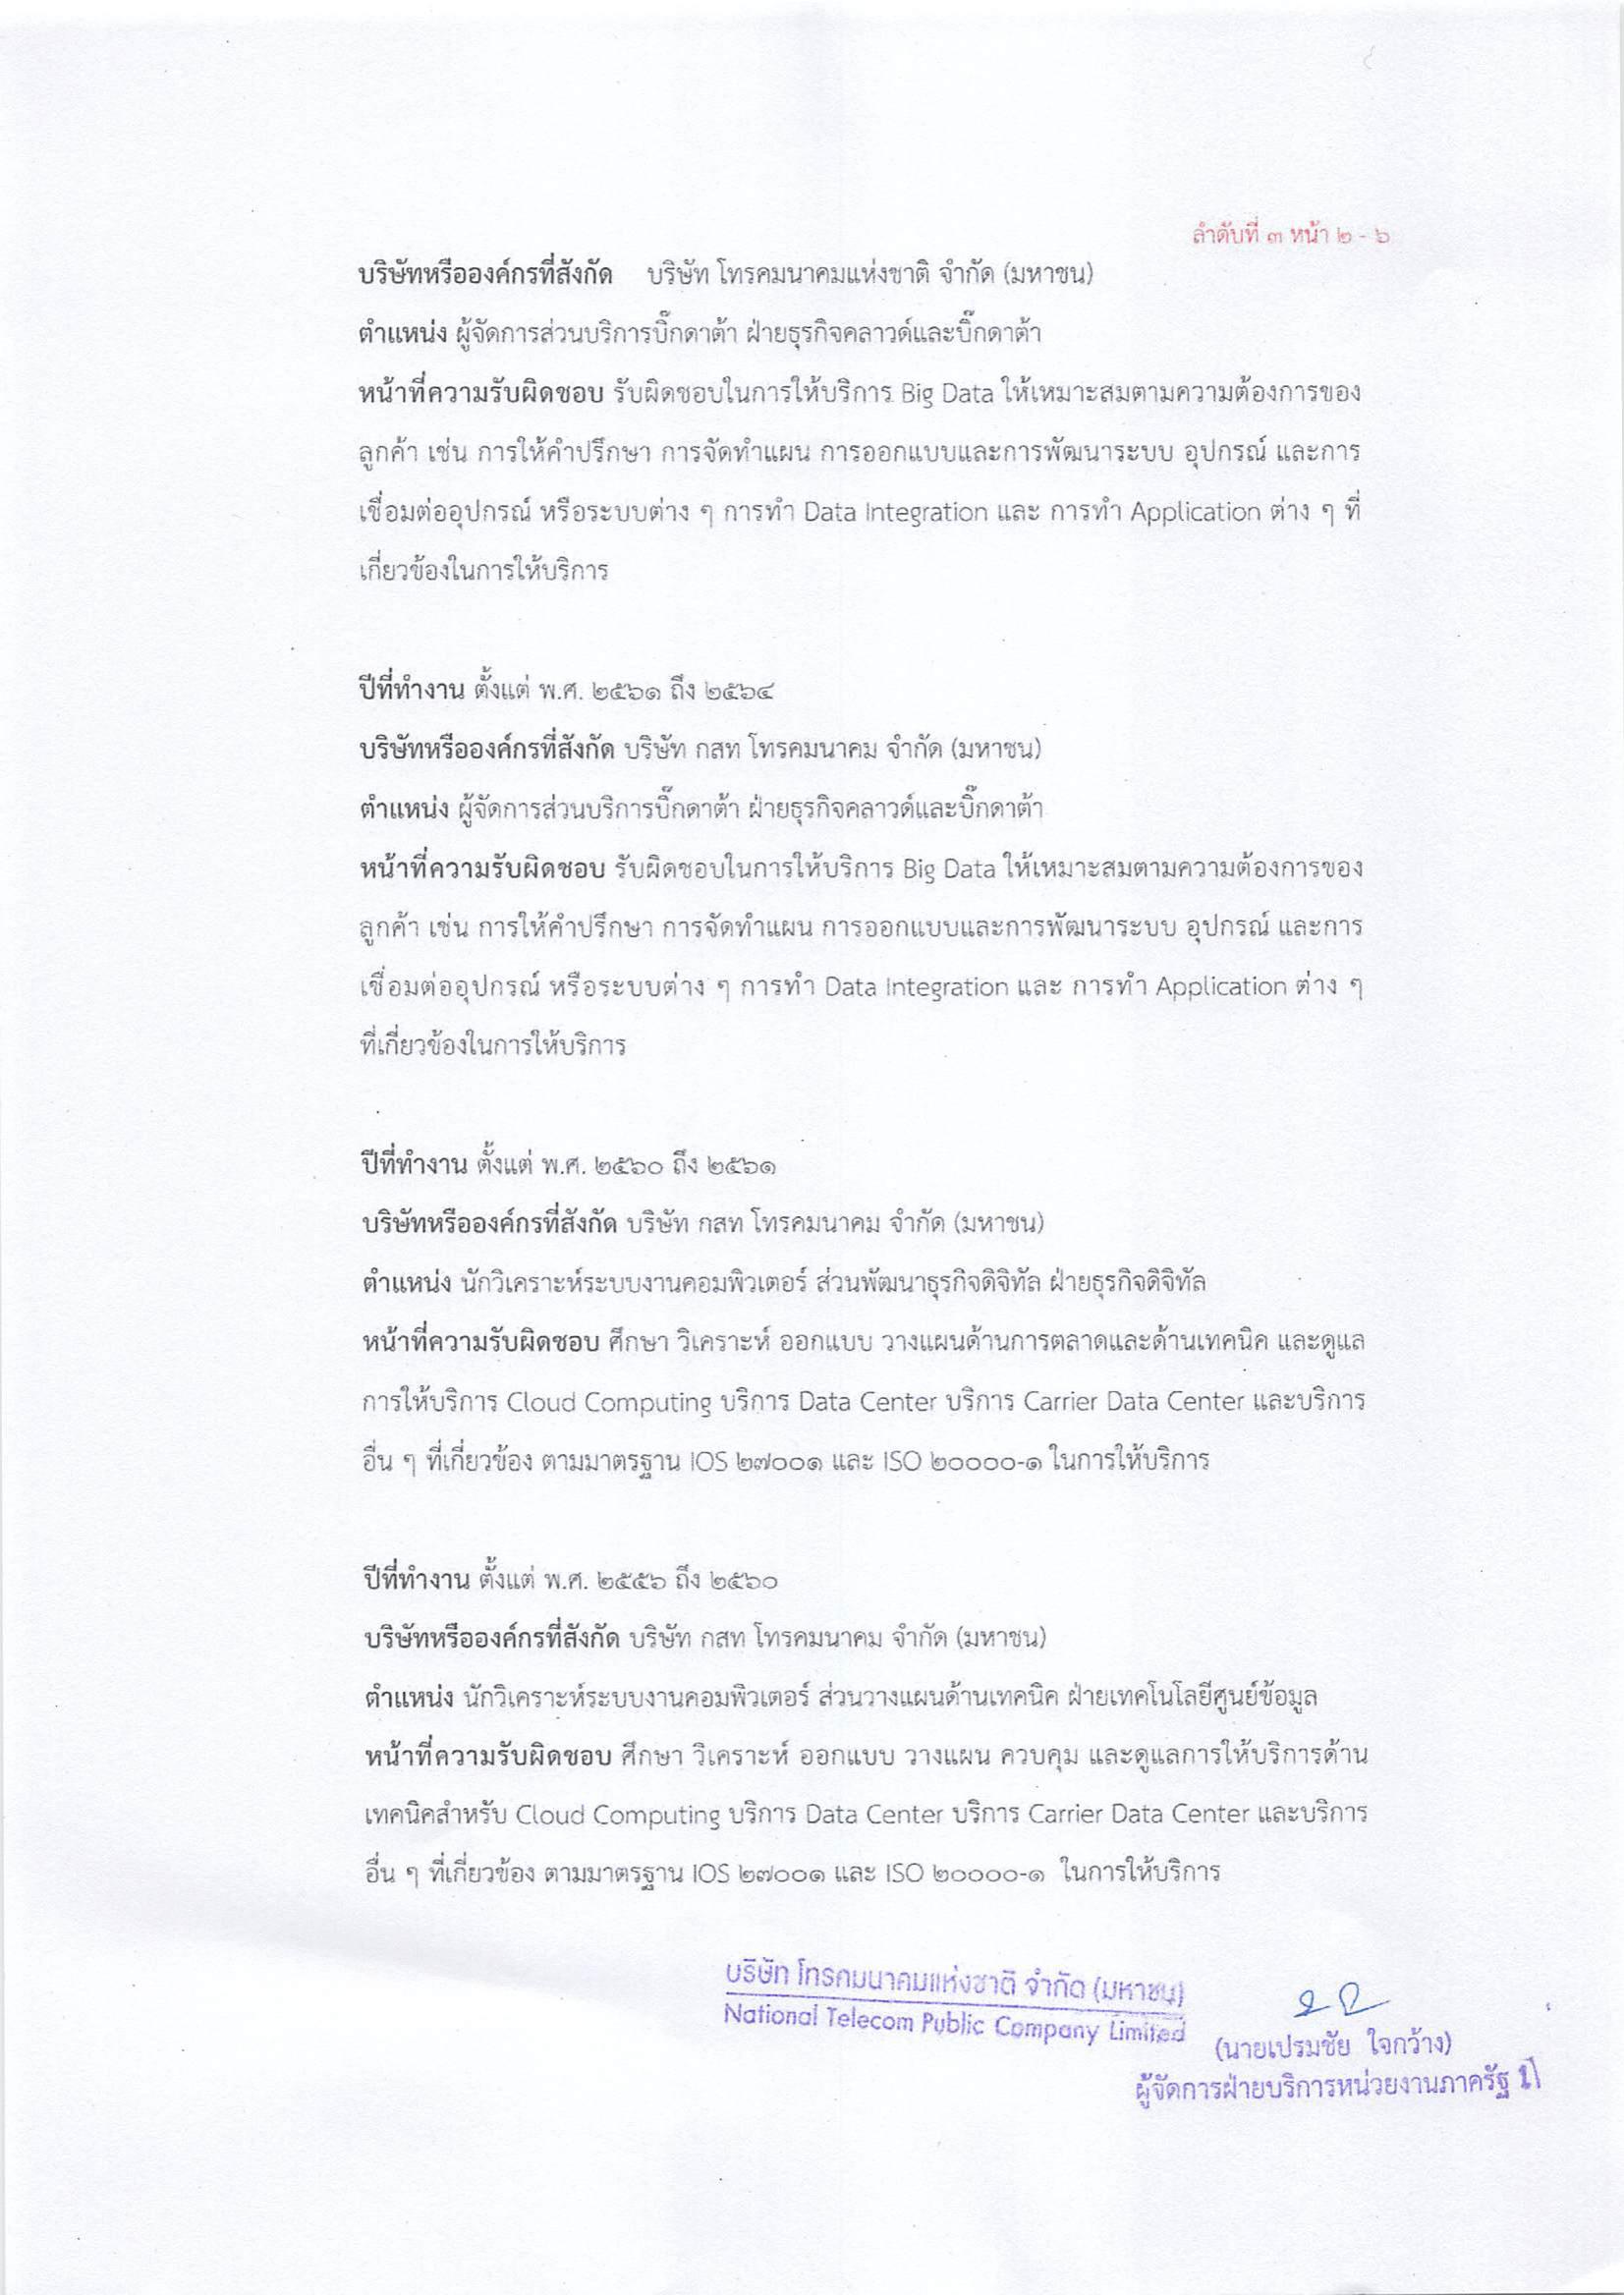 ลำดับที่ ๓ หน้า ๒ - ๖
บริษัทหรือองค์กรที่สังกัด บริษัท โทรคมนาคมแห่งชาติ จำกัด (มหาชน)
ตำแหน่ง ผู้จัดการส่วนบริการบิ๊กดาต้า ฝ่ายธุรกิจคลาวด์และบิ๊กดาต้า
หน้าที่ความรับผิดชอบ รับผิดชอบในการให้บริการ Big Data ให้เหมาะสมตามความต้องการของ
ลูกค้า เช่น การให้คำปรึกษา การจัดทำแผน การออกแบบและการพัฒนาระบบ อุปกรณ์ และการ
เชื่อมต่ออุปกรณ์ หรือระบบต่าง ๆ การทำ Data Integration และ การทำ Application ต่าง ๆ ที่
เกี่ยวข้องในการให้บริการ
ปีที่ทำงาน ตั้งแต่ พ.ศ. ๒๕๖๑ ถึง ๒๕๖๔
บริษัทหรือองค์กรที่สังกัด บริษัท กสท โทรคมนาคม จำกัด (มหาชน)
ตำแหน่ง ผู้จัดการส่วนบริการบิ๊กดาต้า ฝ่ายธุรกิจคลาวด์และบิ๊กดาต้า
หน้าที่ความรับผิดชอบ รับผิดชอบในการให้บริการ Big Data ให้เหมาะสมตามความต้องการของ
ลูกค้า เช่น การให้คำปรึกษา การจัดทำแผน การออกแบบและการพัฒนาระบบ อุปกรณ์ และการ
เชื่อมต่ออุปกรณ์ หรือระบบต่าง ๆ การทำ Data Integration และ การทำ Application ต่าง ๆ
ที่เกี่ยวข้องในการให้บริการ
ปีที่ทำงาน ตั้งแต่ พ.ศ. ๒๕๖๐ ถึง ๒๕๖๑
บริษัทหรือองค์กรที่สังกัด บริษัท กสท โทรคมนาคม จำกัด (มหาชน)
ตำแหน่ง นักวิเคราะห์ระบบงานคอมพิวเตอร์ ส่วนพัฒนาธุรกิจดิจิทัล ฝ่ายธุรกิจดิจิทัล
หน้าที่ความรับผิดชอบ ศึกษา วิเคราะห์ ออกแบบ วางแผนด้านการตลาดและด้านเทคนิค และดูแล
การให้บริการ Cloud Computing บริการ Data Center บริการ Carrier Data Center และบริการ
อื่น ๆ ที่เกี่ยวข้อง ตามมาตรฐาน IOS ๒๗๐๐๑ และ ISO ๒๐๐๐๐-๑ ในการให้บริการ
ปีที่ทำงาน ตั้งแต่ พ.ศ. ๒๕๕๖ ถึง ๒๕๖๐
บริษัทหรือองค์กรที่สังกัด บริษัท กสท โทรคมนาคม จำกัด (มหาชน)
ตำแหน่ง นักวิเคราะห์ระบบงานคอมพิวเตอร์ ส่วนวางแผนด้านเทคนิค ฝ่ายเทคโนโลยีศูนย์ข้อมูล
หน้าที่ความรับผิดชอบ ศึกษา วิเคราะห์ ออกแบบ วางแผน ควบคุม และดูแลการให้บริการด้าน
เทคนิคสำหรับ Cloud Computing บริการ Data Center บริการ Carrier Data Center และบริการ
อื่น ๆ ที่เกี่ยวข้อง ตามมาตรฐาน IOS ๒๗๐๐๑ และ ISO ๒๐๐๐๐-๑ ในการให้บริการ
บริษัท โทรคมนาคมแห่งชาติ จำกัด (มหาชน)
National Telecom Public Company Limited
(นายเปรมชัย ใจกว้าง)
ผู้จัดการฝ่ายบริการหน่วยงานภาครัฐ 1